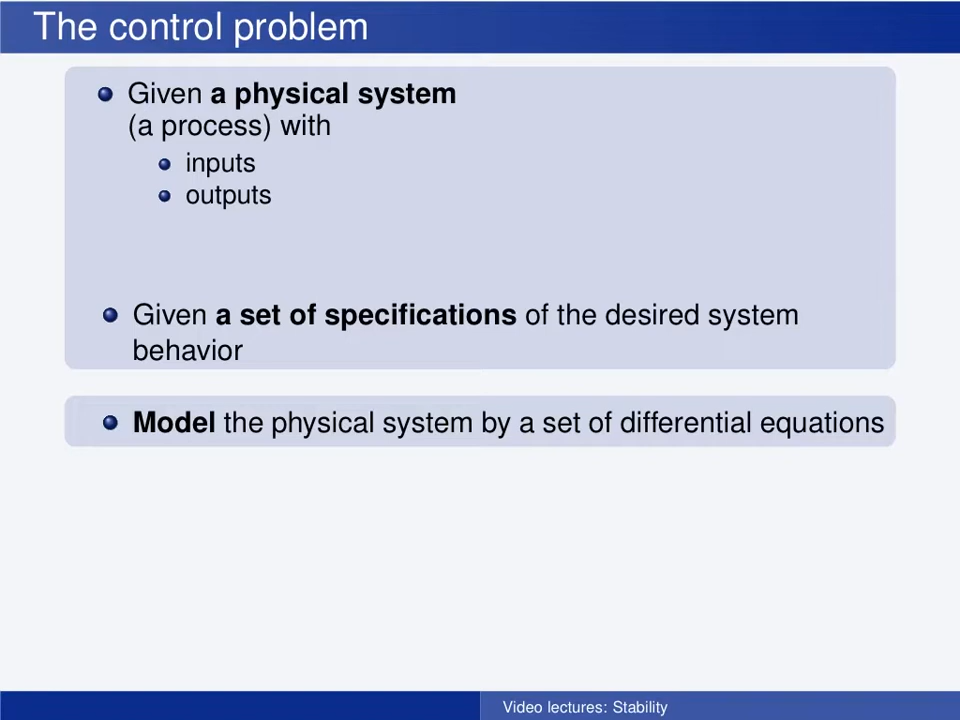 The control problem
Given a physical system
(a process) with
inputs
outputs
Given a set of specifications of the desired system
behavior
Model the physical system by a set of differential equations
Video lectures: Stability